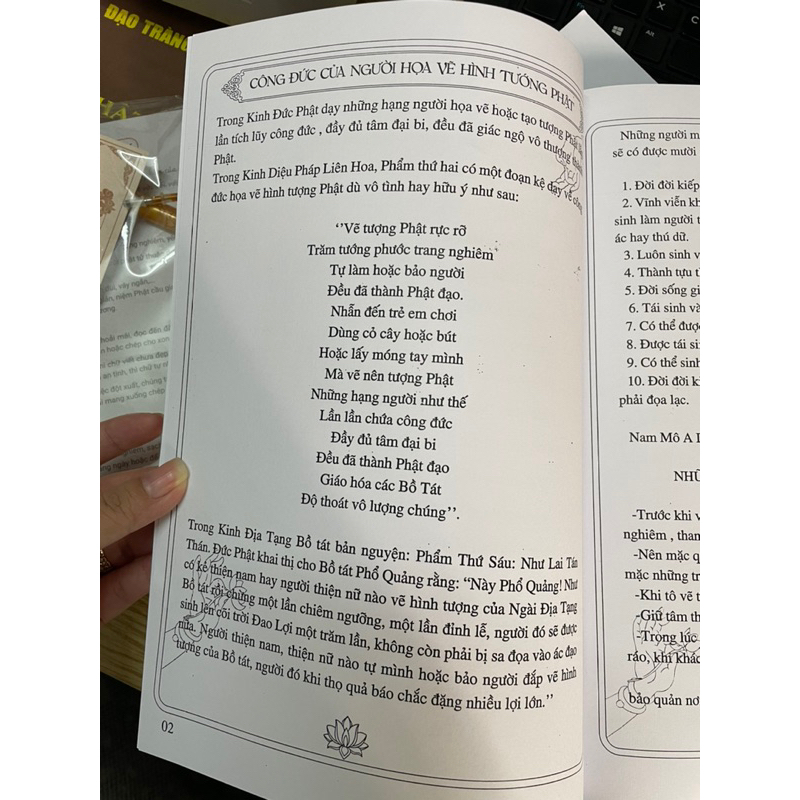 ĐẠO TRÀNG
CÔNG ĐỨC CỦA NGƯỜI HỌA VẼ HÌNH TƯỚNG PHẬT
Trong Kinh Đức Phật dạy những hạng người họa vẽ hoặc tạo tượng Phật
lần tích lũy công đức , đầy đủ tâm đại bi, đều đã giác ngộ vô thượng thành
Phật.
Trong Kinh Diệu Pháp Liên Hoa, Phẩm thứ hai có một đoạn kệ dạy về công
đức họa vẽ hình tượng Phật dù vô tình hay hữu ý như sau:
‘’Vẽ tượng Phật rực rỡ
Trăm tướng phước trang nghiêm
Tự làm hoặc bảo người
Đều đã thành Phật đạo.
Nhẫn đến trẻ em chơi
Dùng cỏ cây hoặc bút
Hoặc lấy móng tay mình
Mà vẽ nên tượng Phật
Những hạng người như thế
Lần lần chứa công đức
Đầy đủ tâm đại bi
Đều đã thành Phật đạo
Giáo hóa các Bồ Tát
Độ thoát vô lượng chúng’’.
Trong Kinh Địa Tạng Bồ tát bản nguyện: Phẩm Thứ Sáu: Như Lai Tán
Thán. Đức Phật khai thị cho Bồ tát Phổ Quảng rằng: “Này Phổ Quảng! Như
có kẻ thiện nam hay người thiện nữ nào vẽ hình tượng của Ngài Địa Tạng
Bồ tát rồi chừng một lần chiêm ngưỡng, một lần đỉnh lễ, người đó sẽ được
sinh lên cõi trời Đao Lợi một trăm lần, không còn phải bị sa đọa vào ác đạo
nữa. Người thiện nam, thiện nữ nào tự mình hoặc bảo người đắp vẽ hình
tượng của Bồ tát, người đó khi thọ quả báo chắc đặng nhiều lợi lớn.’’
02
Những người m
sẽ có được mười
1. Đời đời kiếp
2. Vĩnh viễn kh
sinh làm người t
ác hay thú dữ.
3. Luôn sinh v
4. Thành tựu t
5. Đời sống gi
6. Tái sinh và
7. Có thể được
8. Được tái si
9. Có thể sinh
10. Đời đời k
phải đọa lạc.
Nam Mô A
NHỮ
-Trước khi v
nghiêm , than
-Nên mặc q
mặc những tr
-Khi tô vẽ t
-Giữ tâm th
-Trọng lúc
ráo, khi khác
bảo quản nơ